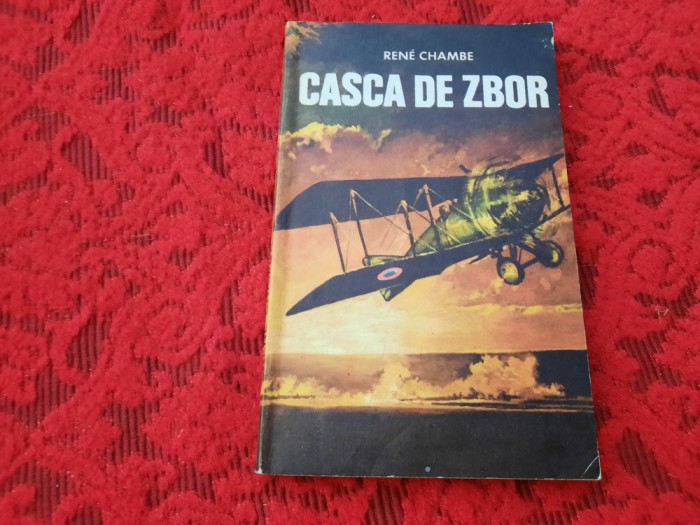 RENÉ CHAMBE
CASCA DE ZBOR